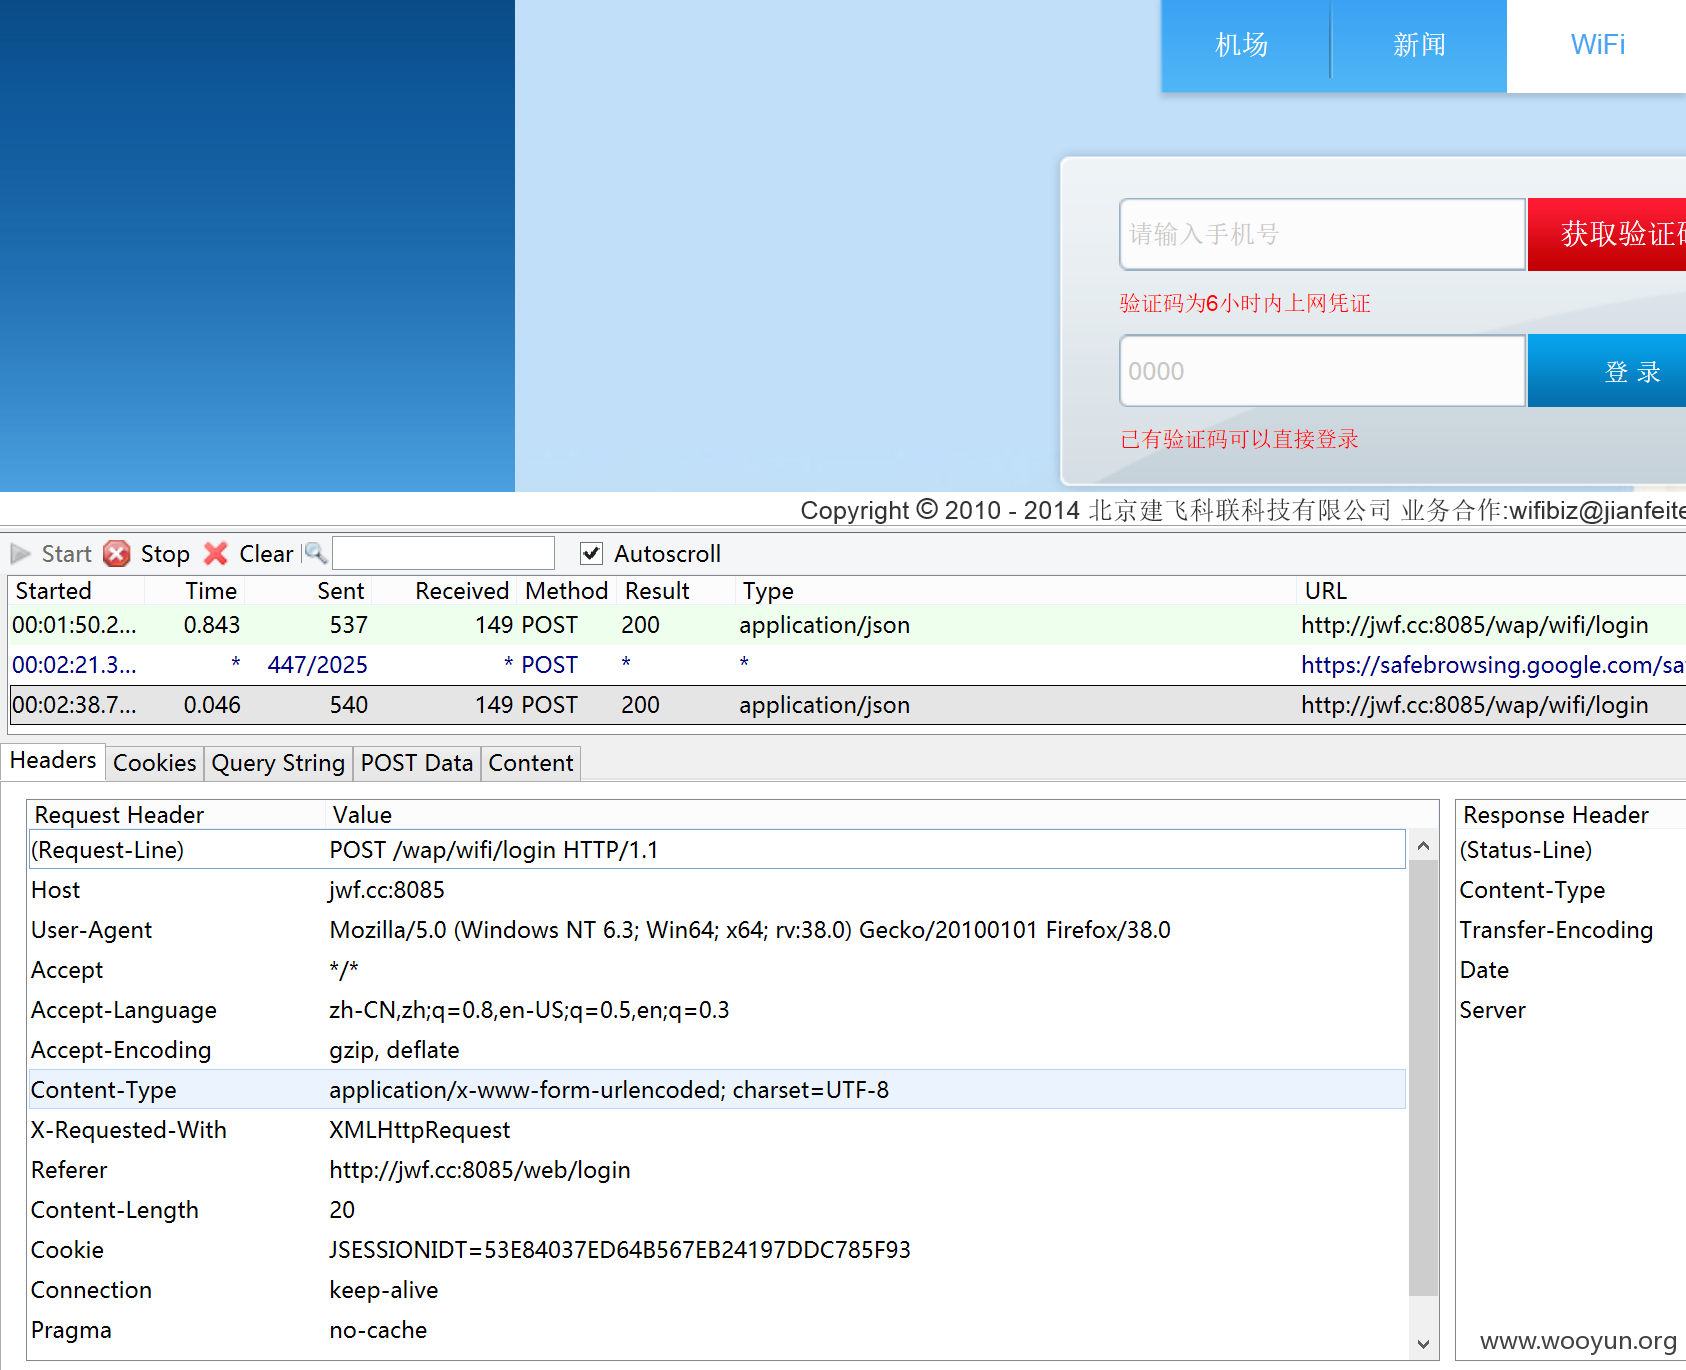 机场 新闻 WiFi
请输入手机号 获取验证
验证码为6小时内上网凭证
0000 登 录
已有验证码可以直接登录
Copyright © 2010 - 2014 北京建飞科联科技有限公司 业务合作:wifibiz@jianfeite
Start Stop Clear Autoscroll
Started Time Sent Received Method Result Type URL
00:01:50.2... 0.843 537 149 POST 200 application/json http://jwf.cc:8085/wap/wifi/login
00:02:21.3... * 447/2025 * POST * * https://safebrowsing.google.com/sa
00:02:38.7... 0.046 540 149 POST 200 application/json http://jwf.cc:8085/wap/wifi/login
Headers Cookies Query String POST Data Content
Request Header Value Response Header
(Request-Line) POST /wap/wifi/login HTTP/1.1 (Status-Line)
Host jwf.cc:8085 Content-Type
User-Agent Mozilla/5.0 (Windows NT 6.3; Win64; x64; rv:38.0) Gecko/20100101 Firefox/38.0 Transfer-Encoding
Accept */* Date
Accept-Language zh-CN,zh;q=0.8,en-US;q=0.5,en;q=0.3 Server
Accept-Encoding gzip, deflate
Content-Type application/x-www-form-urlencoded; charset=UTF-8
X-Requested-With XMLHttpRequest
Referer http://jwf.cc:8085/web/login
Content-Length 20
Cookie JSESSIONIDT=53E84037ED64B567EB24197DDC785F93
Connection keep-alive
Pragma no-cache
www.wooyun.org